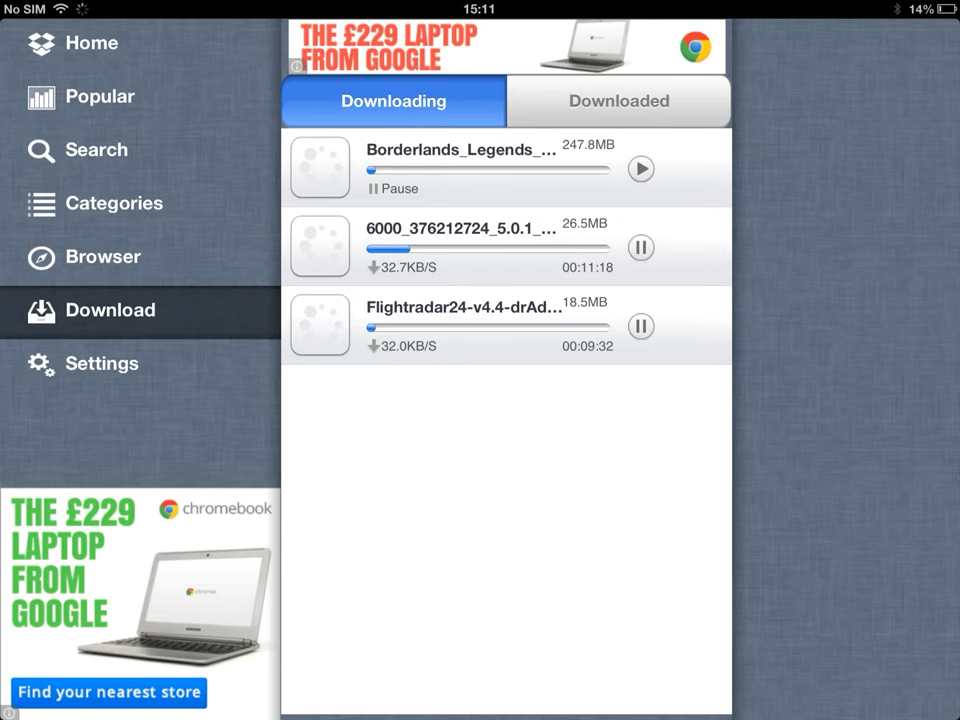 No SIM
15:11
14%
Home
Popular
Search
Categories
Browser
Download
Settings
THE £229 LAPTOP
FROM GOOGLE
Downloading
Downloaded
Borderlands_Legends_...
247.8MB
Pause
6000_376212724_5.0.1_...
26.5MB
32.7KB/S
00:11:18
Flightradar24-v4.4-drAd...
18.5MB
32.0KB/S
00:09:32
THE £229
LAPTOP
FROM
GOOGLE
chromebook
chrome
Find your nearest store